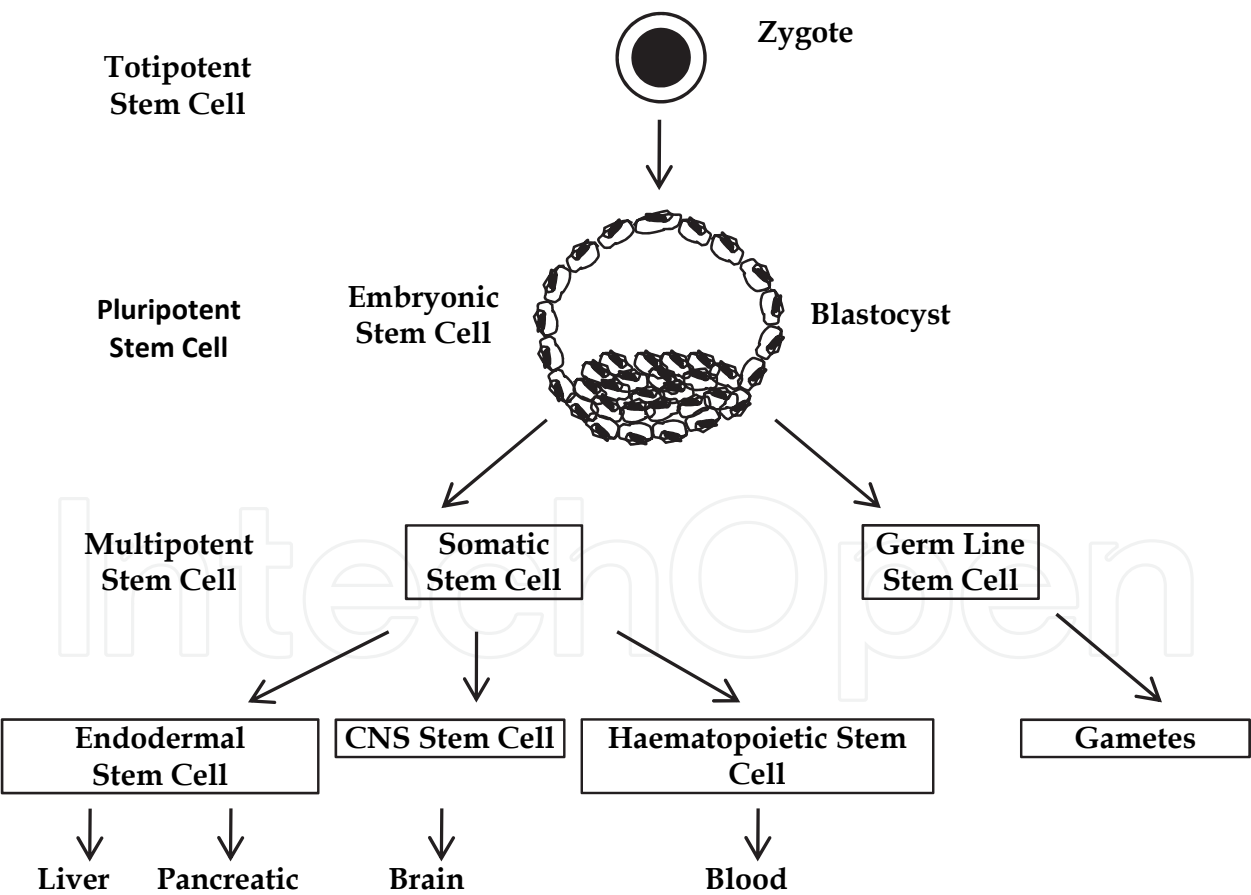 Zygote
Totipotent
Stem Cell
Embryonic
Stem Cell
Pluripotent
Stem Cell
Blastocyst
Multipotent
Stem Cell
Somatic
Stem Cell
Germ Line
Stem Cell
IntechOpen
Endodermal
Stem Cell
CNS Stem Cell
Haematopoietic Stem
Cell
Gametes
Liver
Pancreatic
Brain
Blood